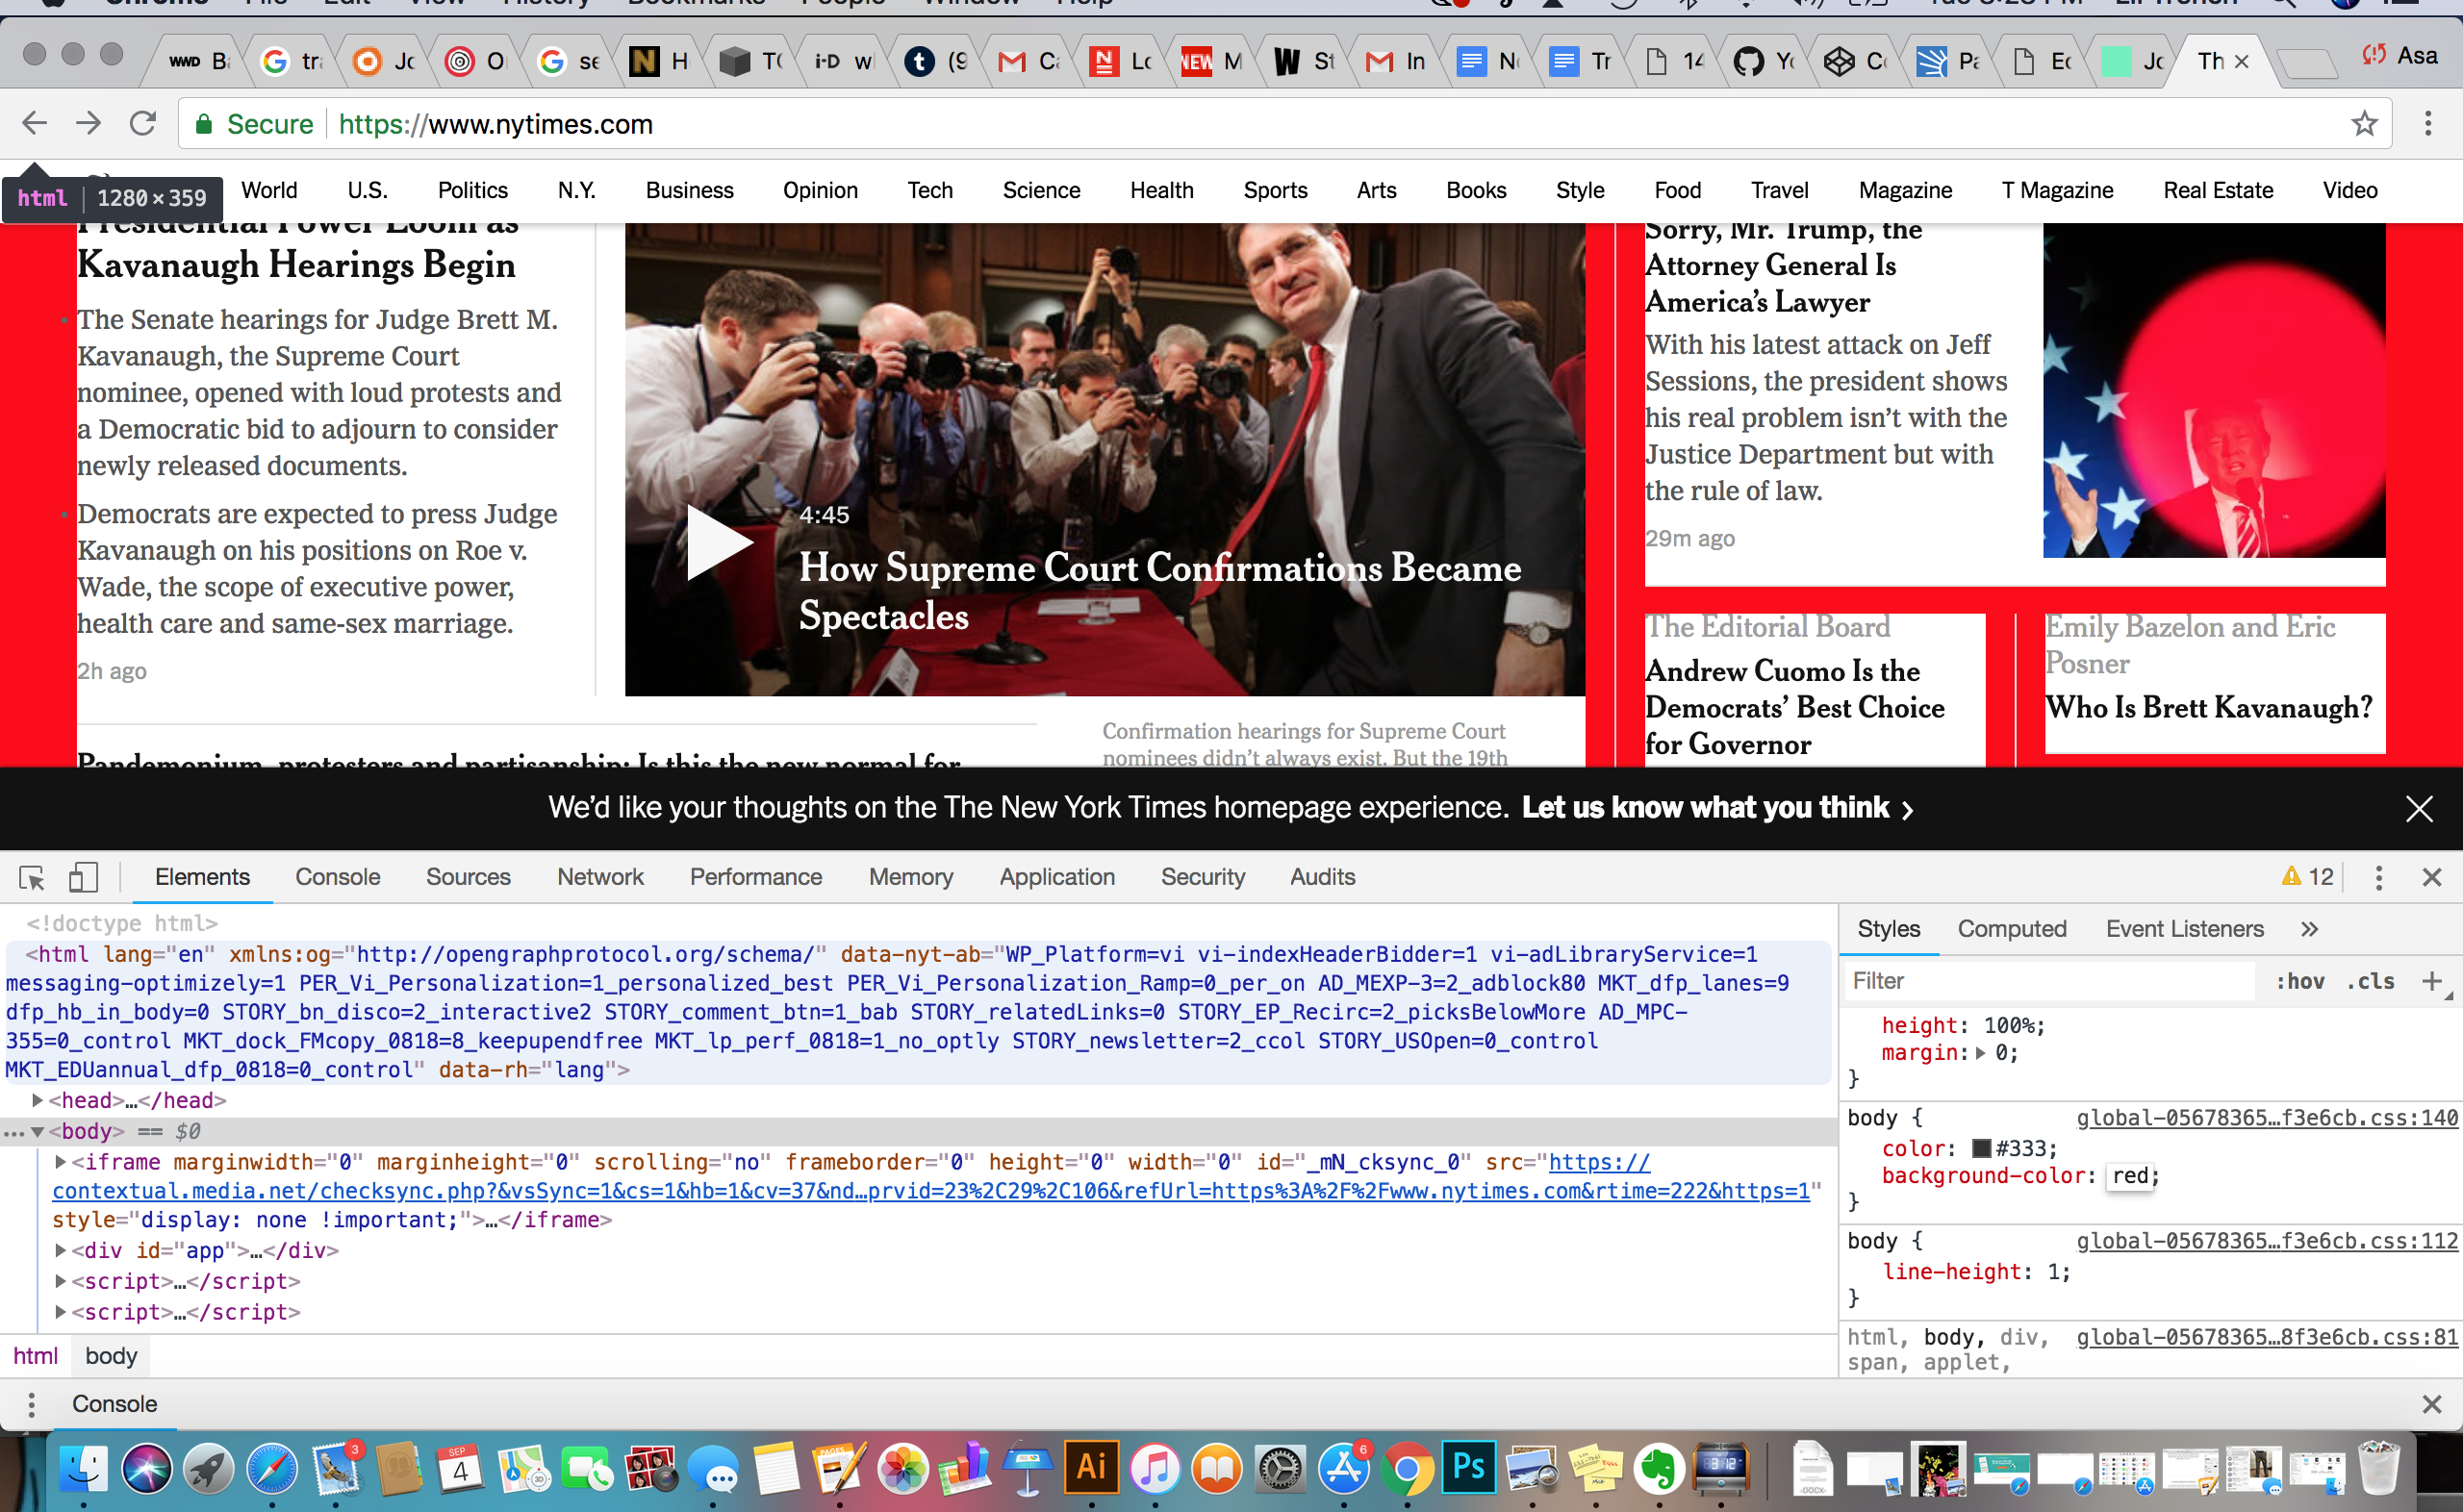 Chrome File Edit View History Bookmarks People Window Help
Asa
Secure https://www.nytimes.com
html 1280 × 359
World U.S. Politics N.Y. Business Opinion Tech Science Health Sports Arts Books Style Food Travel Magazine T Magazine Real Estate Video
Presidential Power Loom as
Kavanaugh Hearings Begin
The Senate hearings for Judge Brett M.
Kavanaugh, the Supreme Court
nominee, opened with loud protests and
a Democratic bid to adjourn to consider
newly released documents.
Democrats are expected to press Judge
Kavanaugh on his positions on Roe v.
Wade, the scope of executive power,
health care and same-sex marriage.
2h ago
Pandemonium, protesters and partisanship: Is this the new normal for
4:45
How Supreme Court Confirmations Became
Spectacles
Confirmation hearings for Supreme Court
nominees didn’t always exist. But the 19th
Sorry, Mr. Trump, the
Attorney General Is
America’s Lawyer
With his latest attack on Jeff
Sessions, the president shows
his real problem isn’t with the
Justice Department but with
the rule of law.
29m ago
The Editorial Board
Andrew Cuomo Is the
Democrats’ Best Choice
for Governor
Emily Bazelon and Eric
Posner
Who Is Brett Kavanaugh?
We’d like your thoughts on the The New York Times homepage experience. Let us know what you think ›
Elements Console Sources Network Performance Memory Application Security Audits 12
<!doctype html>
<html lang="en" xmlns:og="http://opengraphprotocol.org/schema/" data-nyt-ab="WP_Platform=vi vi-indexHeaderBidder=1 vi-adLibraryService=1
messaging-optimizely=1 PER_Vi_Personalization=1_personalized_best PER_Vi_Personalization_Ramp=0_per_on AD_MEXP-3=2_adblock80 MKT_dfp_lanes=9
dfp_hb_in_body=0 STORY_bn_disco=2_interactive2 STORY_comment_btn=1_bab STORY_relatedLinks=0 STORY_EP_Recirc=2_picksBelowMore AD_MPC-
355=0_control MKT_dock_FMcopy_0818=8_keepupendfree MKT_lp_perf_0818=1_no_optly STORY_newsletter=2_ccol STORY_USOpen=0_control
MKT_EDUannual_dfp_0818=0_control" data-rh="lang">
<head>…</head>
<body> == $0
<iframe marginwidth="0" marginheight="0" scrolling="no" frameborder="0" height="0" width="0" id="_mN_cksync_0" src="https://
contextual.media.net/checksync.php?&vsSync=1&cs=1&hb=1&cv=37&nd…prvid=23%2C29%2C106&refUrl=https%3A%2F%2Fwww.nytimes.com&rtime=222&https=1"
style="display: none !important;">…</iframe>
<div id="app">…</div>
<script>…</script>
<script>…</script>
html body
Styles Computed Event Listeners »
Filter :hov .cls +
height: 100%;
margin: 0;
}
body { global-05678365…f3e6cb.css:140
color: #333;
background-color: red;
}
body { global-05678365…f3e6cb.css:112
line-height: 1;
}
html, body, div, global-05678365…8f3e6cb.css:81
span, applet,
Console
3
SEP
4
PAGES
Ai
6
Ps
DOCX